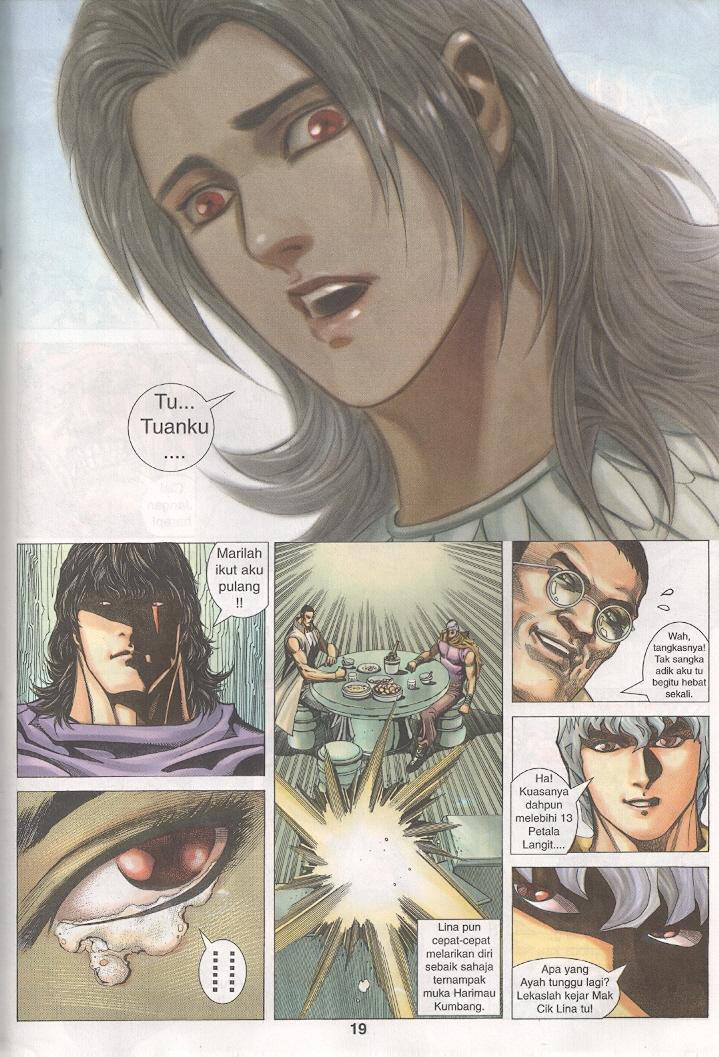 Tu...
Tuanku
....
Marilah
ikut aku
pulang
!!
Lina pun
cepat-cepat
melarikan diri
sebaik sahaja
ternampak
muka Harimau
Kumbang.
Wah,
tangkasnya!
Tak sangka
adik aku tu
begitu hebat
sekali.
Ha!
Kuasanya
dahpun
melebihi 13
Petala
Langit....
Apa yang
Ayah tunggu lagi?
Lekaslah kejar Mak
Cik Lina tu!
19